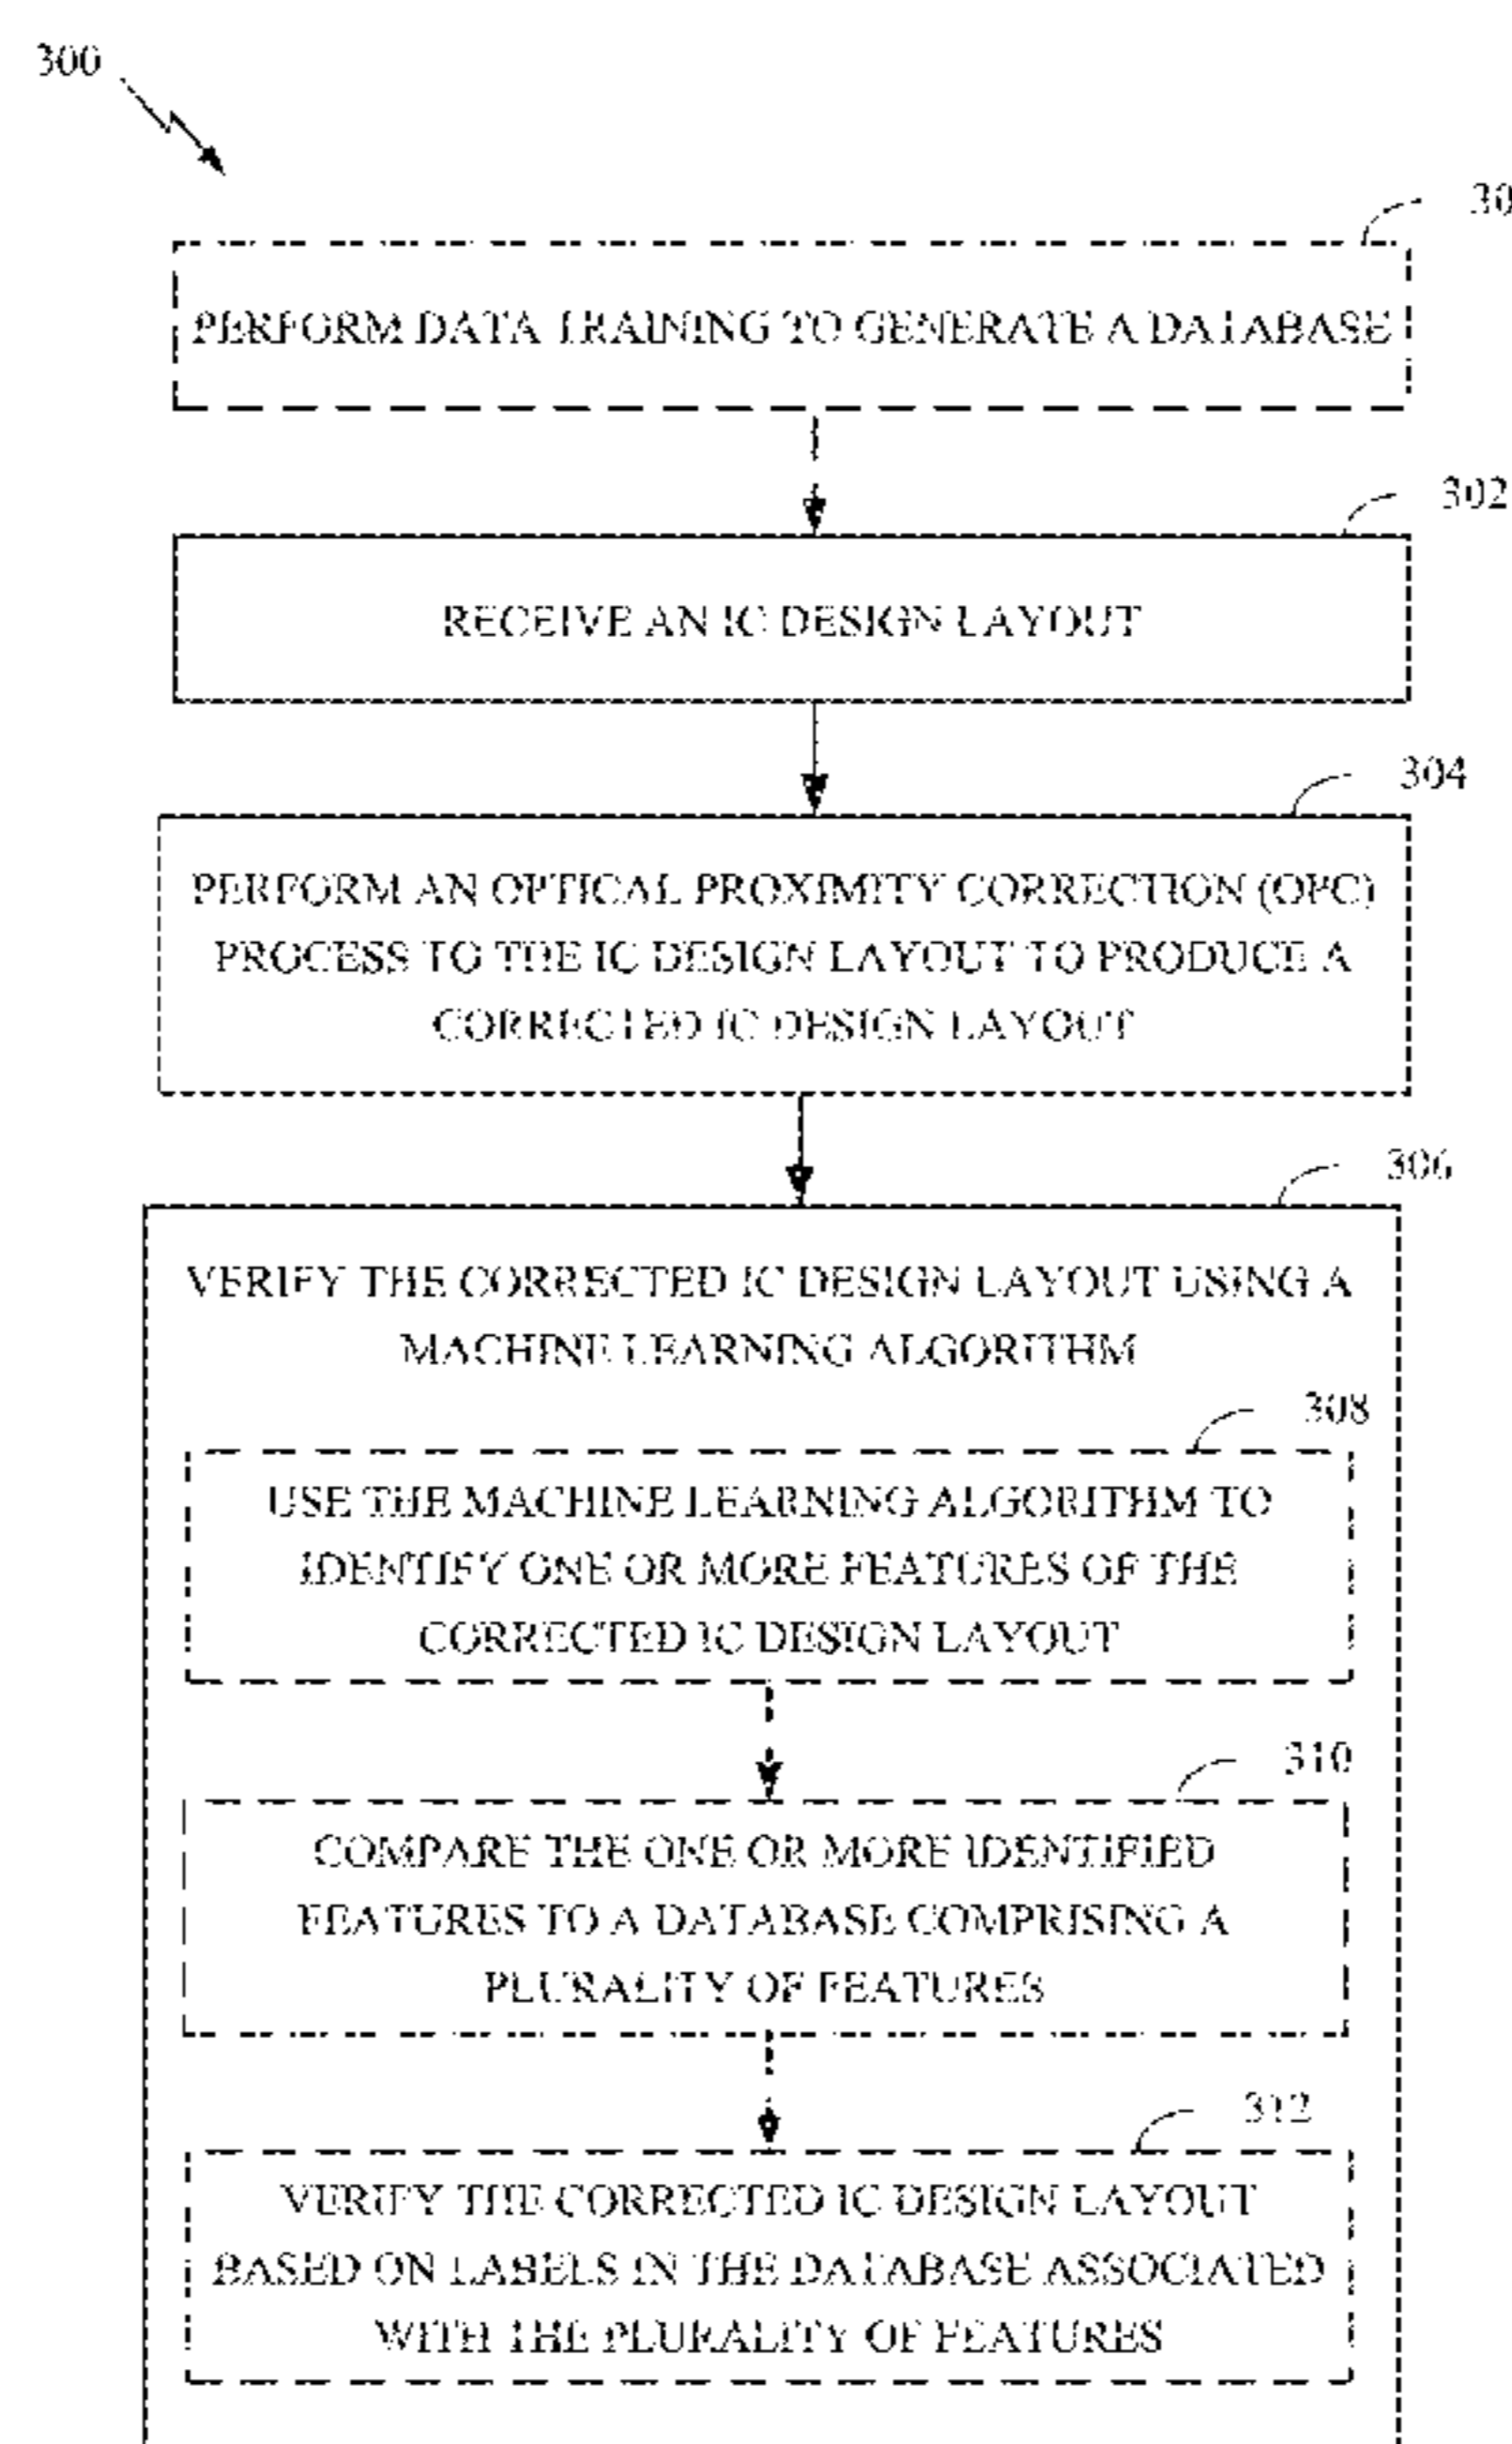 300
30
PERFORM DATA TRAINING TO GENERATE A DATABASE
302
RECEIVE AN IC DESIGN LAYOUT
304
PERFORM AN OPTICAL PROXIMITY CORRECTION (OPC)
PROCESS TO THE IC DESIGN LAYOUT TO PRODUCE A
CORRECTED IC DESIGN LAYOUT
306
VERIFY THE CORRECTED IC DESIGN LAYOUT USING A
MACHINE LEARNING ALGORITHM
308
USE THE MACHINE LEARNING ALGORITHM TO
IDENTIFY ONE OR MORE FEATURES OF THE
CORRECTED IC DESIGN LAYOUT
310
COMPARE THE ONE OR MORE IDENTIFIED
FEATURES TO A DATABASE COMPRISING A
PLURALITY OF FEATURES
312
VERIFY THE CORRECTED IC DESIGN LAYOUT
BASED ON LABELS IN THE DATABASE ASSOCIATED
WITH THE PLURALITY OF FEATURES